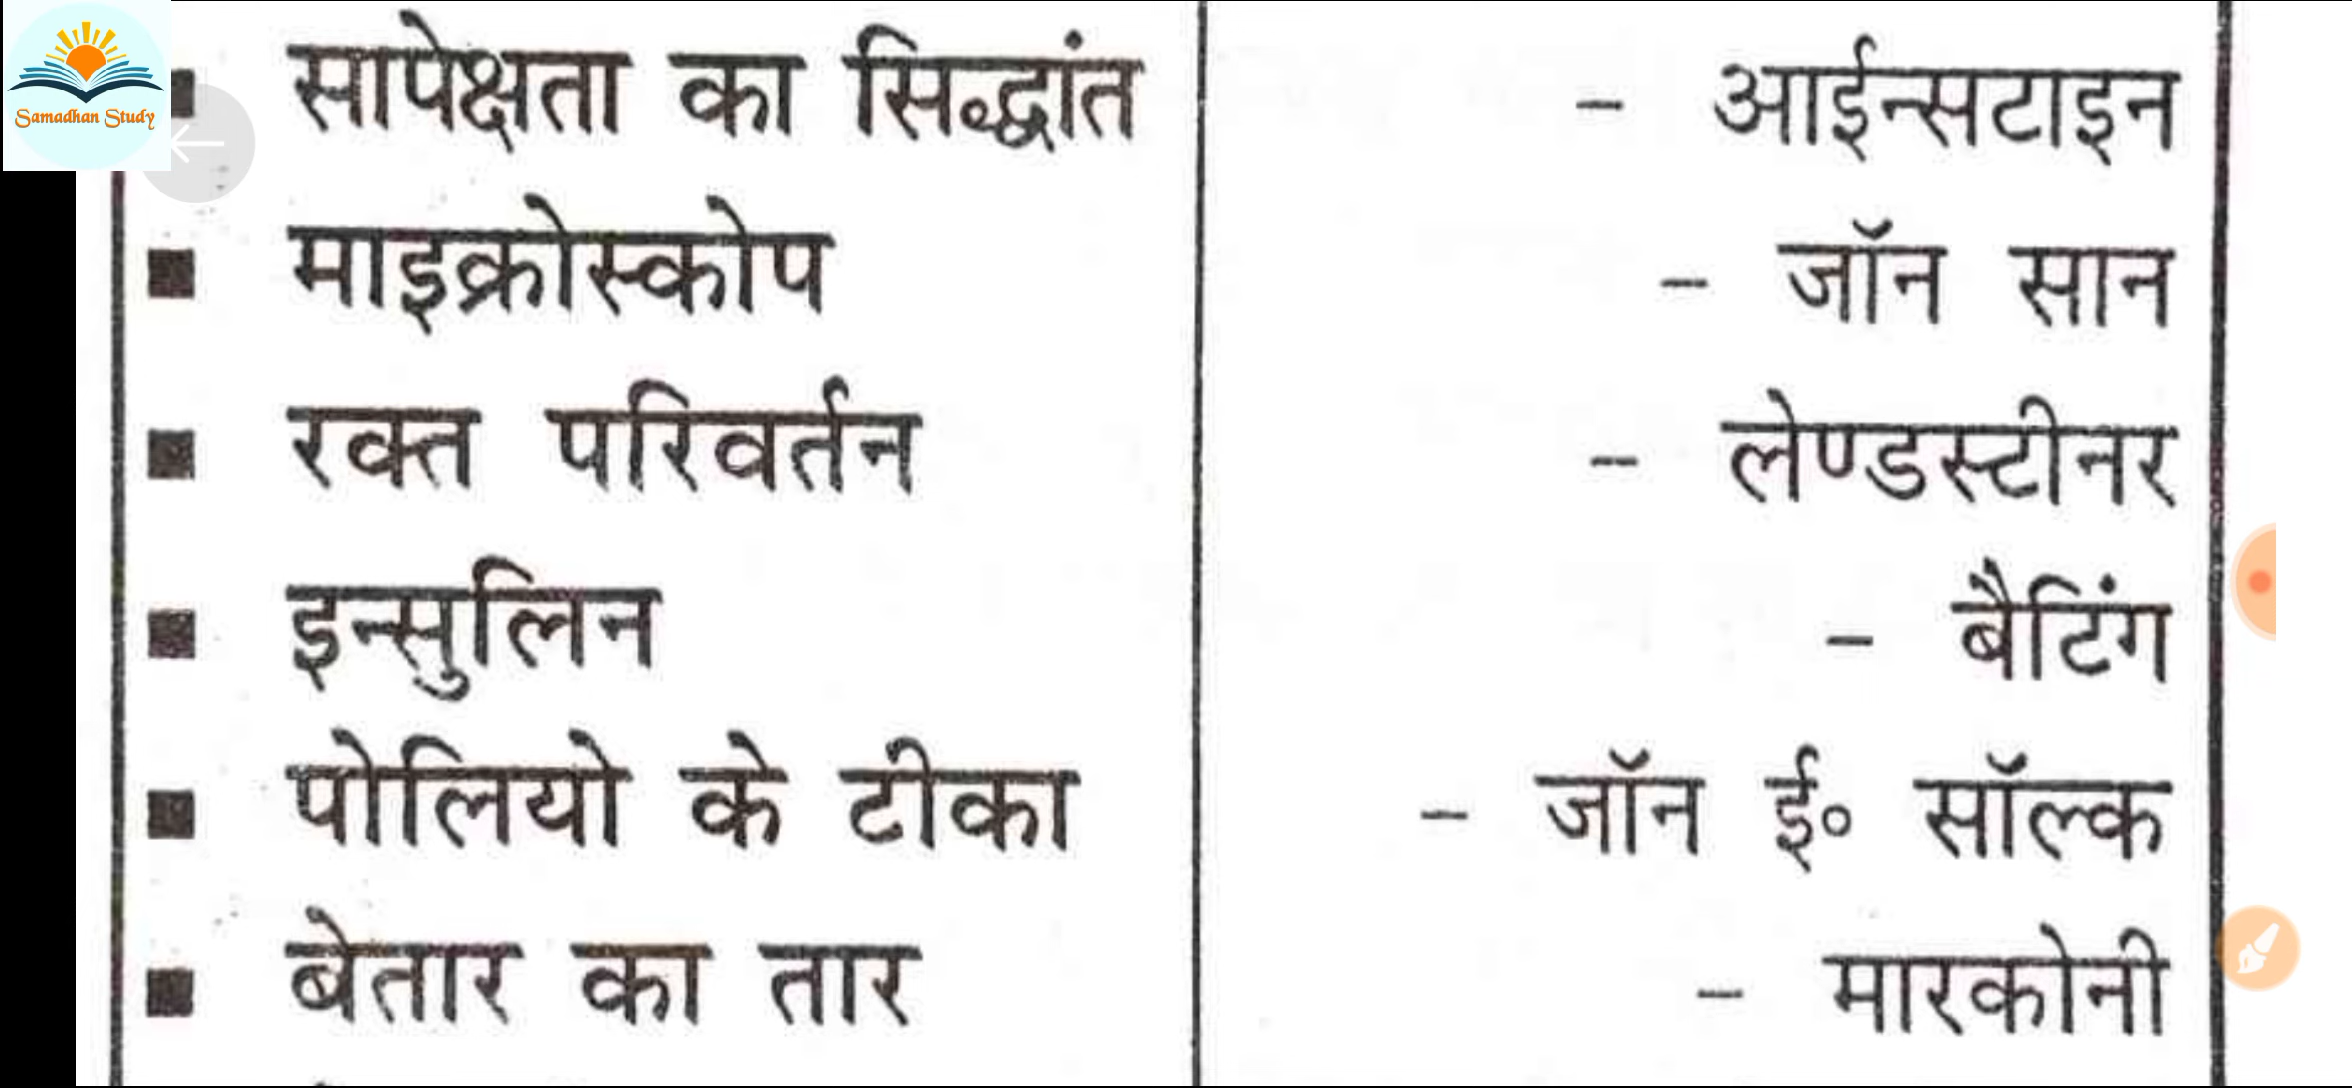 Samadhan Study
सापेक्षता का सिद्धांत - आईन्सटाइन
माइक्रोस्कोप - जॉन सान
रक्त परिवर्तन - लेण्डस्टीनर
इन्सुलिन - बैटिंग
पोलियो के टीका - जॉन ई० सॉल्क
बेतार का तार - मारकोनी